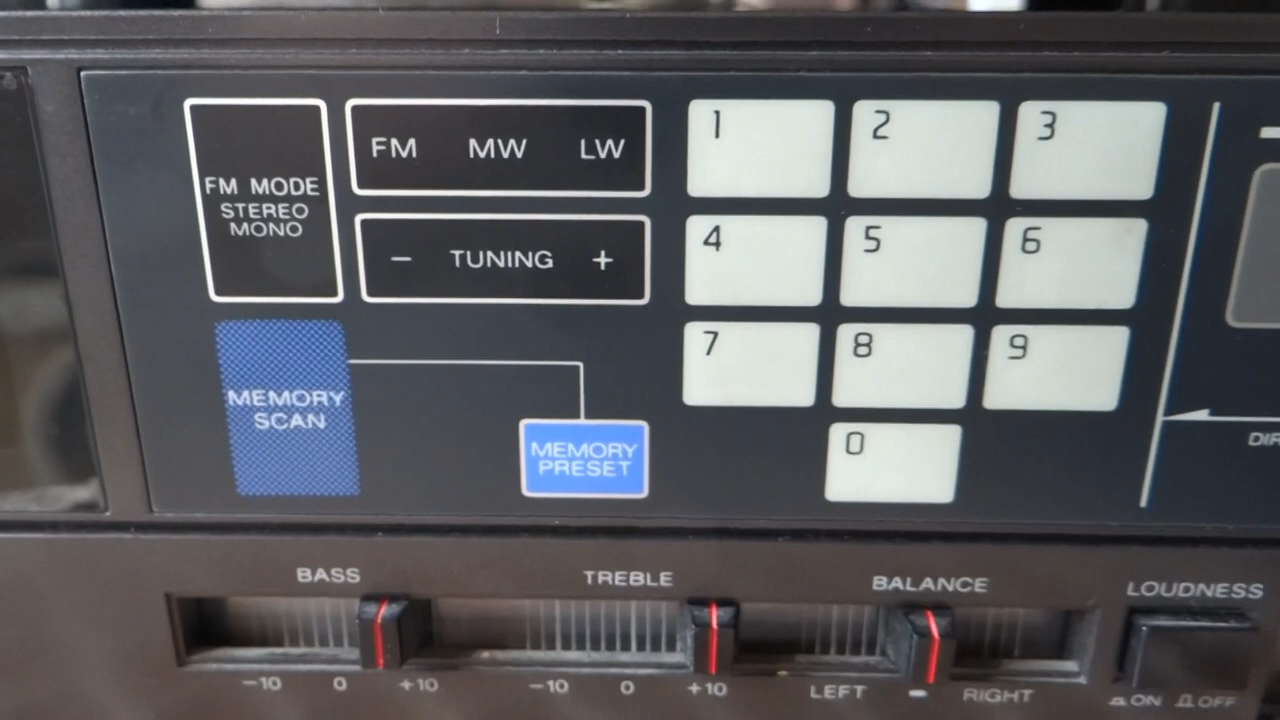 FM MODE
STEREO
MONO
FM MW LW
− TUNING +
MEMORY
SCAN
MEMORY
PRESET
1 2 3
4 5 6
7 8 9
0
BASS TREBLE BALANCE LOUDNESS
−10 0 +10 −10 0 +10 LEFT RIGHT ON OFF